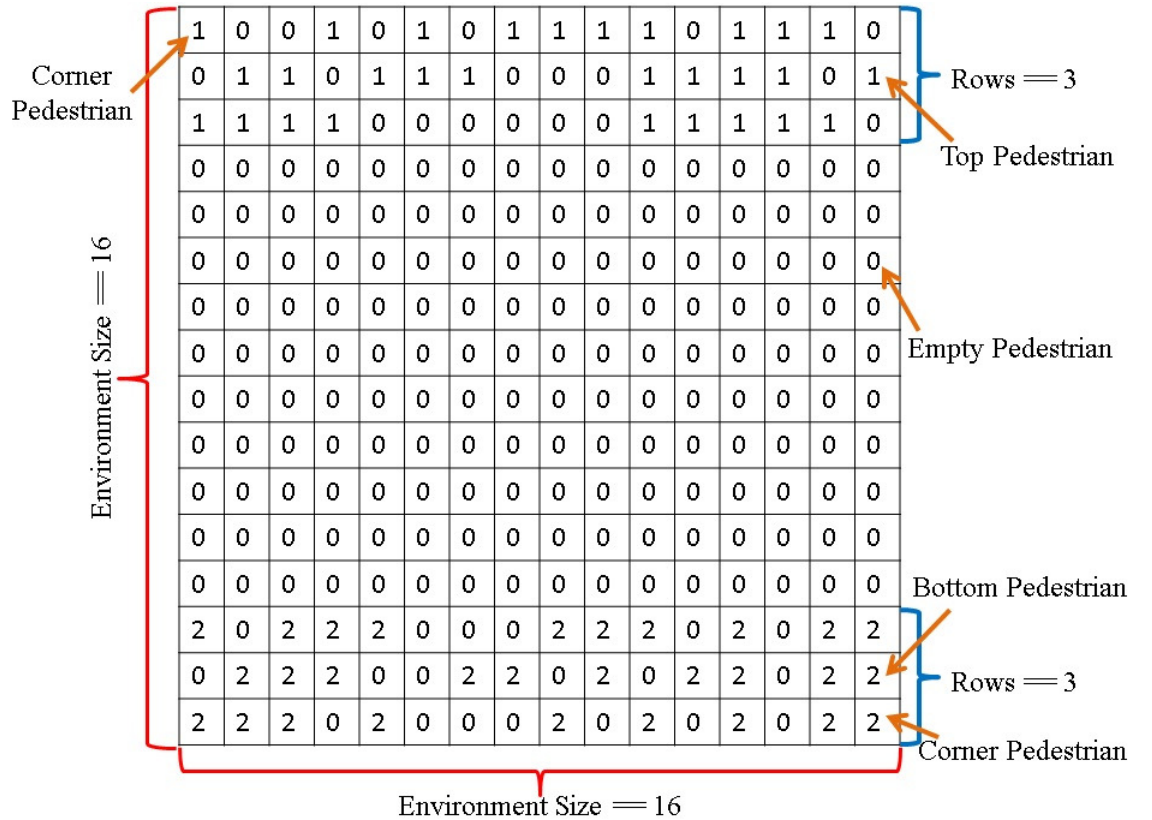 1 0 0 1 0 1 0 1 1 1 1 0 1 1 1 0
Corner
Pedestrian
0 1 1 0 1 1 1 0 0 0 1 1 1 1 0 1
Rows == 3
1 1 1 1 0 0 0 0 0 0 1 1 1 1 1 0
Top Pedestrian
0 0 0 0 0 0 0 0 0 0 0 0 0 0 0 0
0 0 0 0 0 0 0 0 0 0 0 0 0 0 0 0
0 0 0 0 0 0 0 0 0 0 0 0 0 0 0 0
0 0 0 0 0 0 0 0 0 0 0 0 0 0 0 0
Empty Pedestrian
0 0 0 0 0 0 0 0 0 0 0 0 0 0 0 0
Environment Size == 16
0 0 0 0 0 0 0 0 0 0 0 0 0 0 0 0
0 0 0 0 0 0 0 0 0 0 0 0 0 0 0 0
0 0 0 0 0 0 0 0 0 0 0 0 0 0 0 0
0 0 0 0 0 0 0 0 0 0 0 0 0 0 0 0
0 0 0 0 0 0 0 0 0 0 0 0 0 0 0 0
Bottom Pedestrian
2 0 2 2 2 0 0 0 2 2 2 0 2 0 2 2
0 2 2 2 0 0 2 2 0 2 0 2 2 0 2 2
Rows == 3
2 2 2 0 2 0 0 0 2 0 2 0 2 0 2 2
Corner Pedestrian
Environment Size == 16